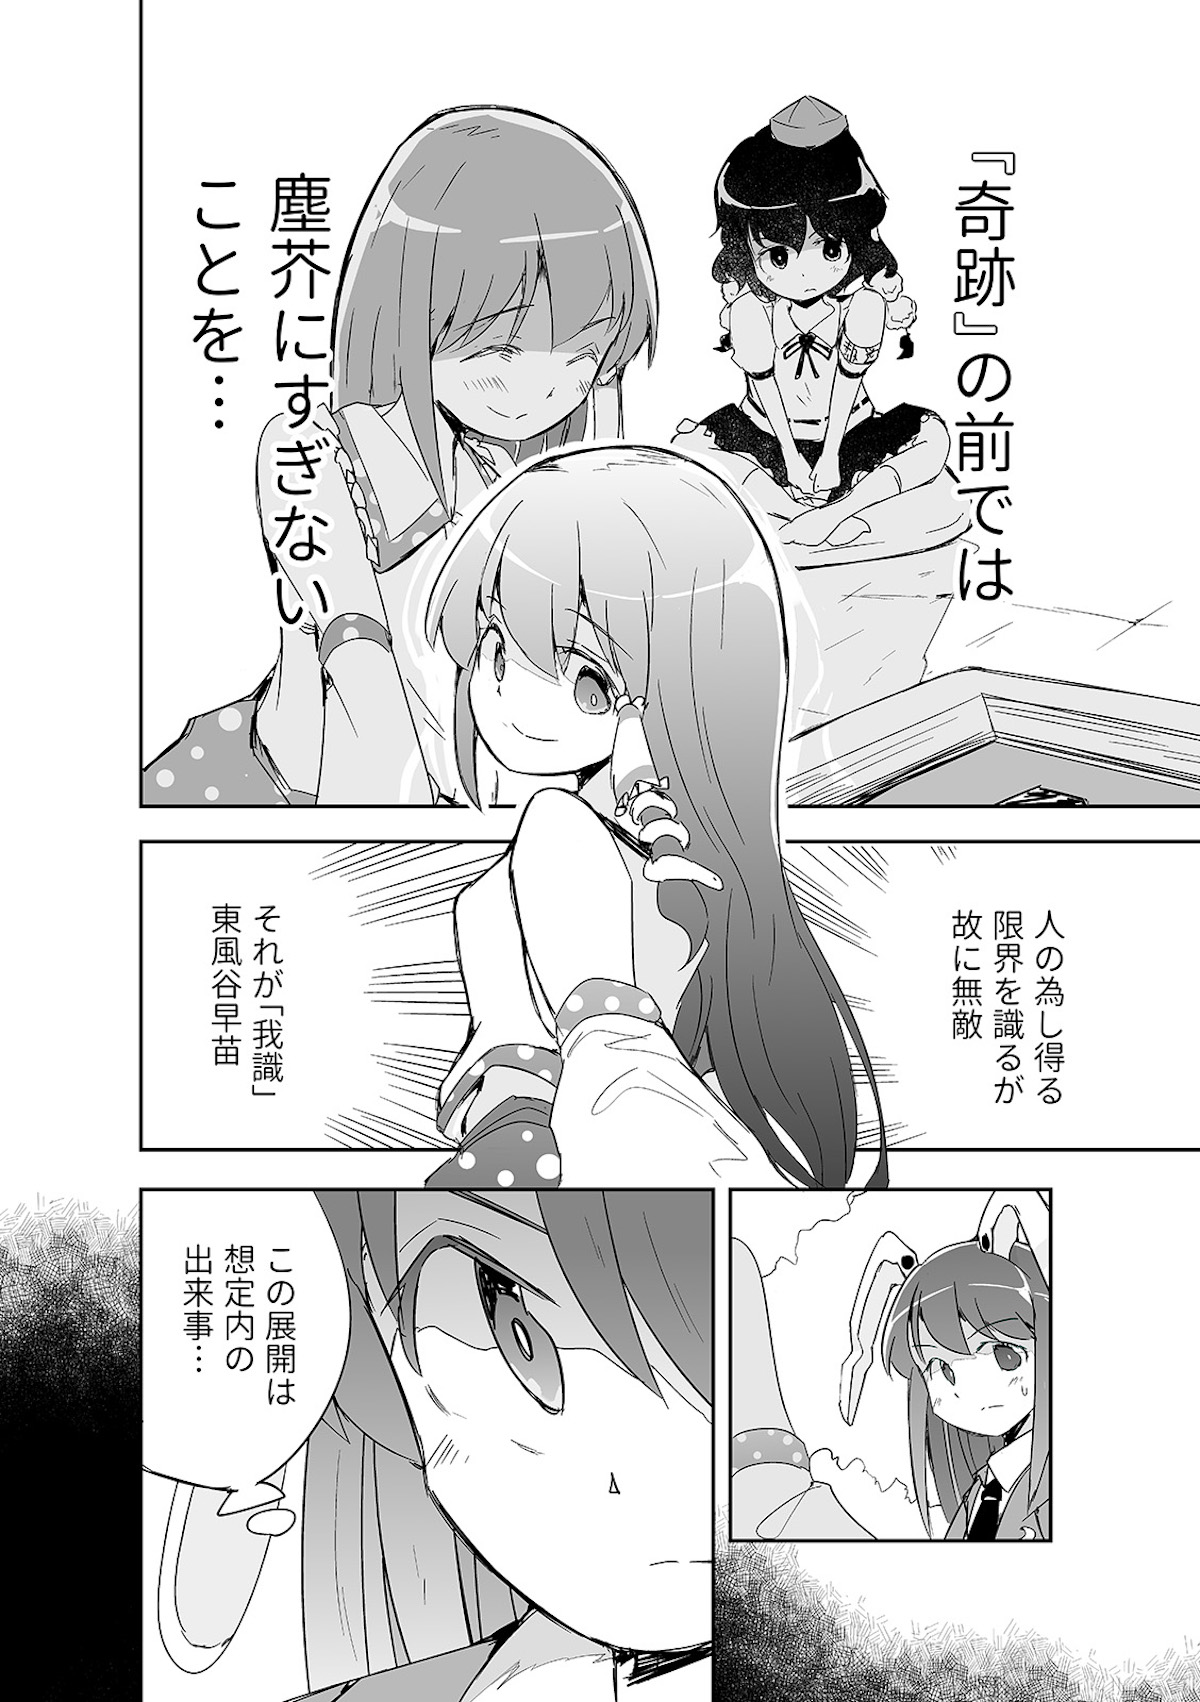 『奇跡』の前では
塵芥にすぎない
ことを…
人の為し得る
限界を識るが
故に無敵
それが「我識」
東風谷早苗
この展開は
想定内の
出来事…